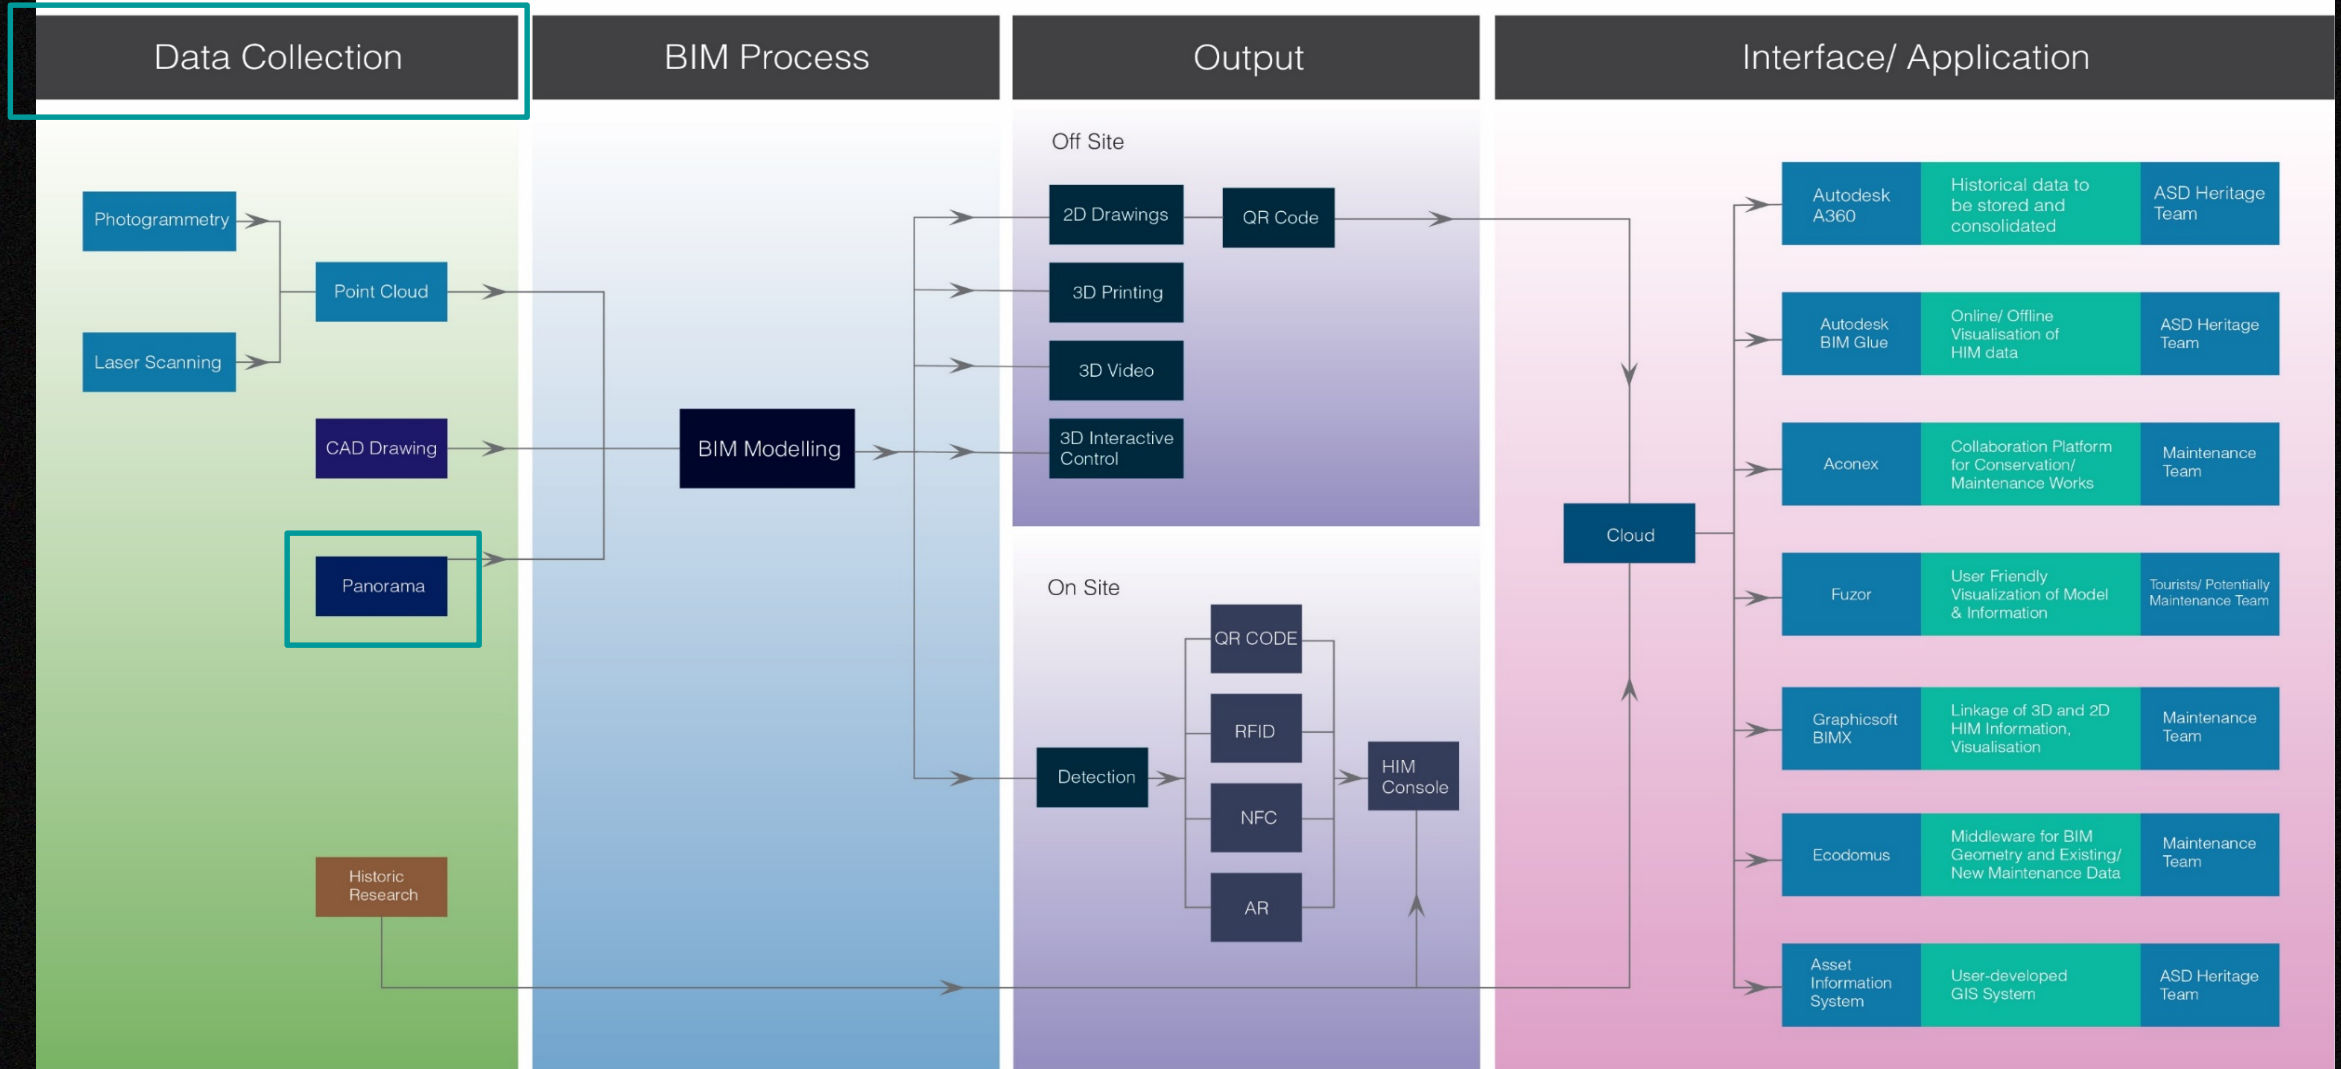 Data Collection
BIM Process
Output
Interface/ Application
Photogrammetry
Laser Scanning
Point Cloud
CAD Drawing
Panorama
Historic
Research
BIM Modelling
Off Site
2D Drawings
QR Code
3D Printing
3D Video
3D Interactive
Control
On Site
Detection
QR CODE
RFID
NFC
AR
HIM
Console
Cloud
Autodesk
A360
Historical data to
be stored and
consolidated
ASD Heritage
Team
Autodesk
BIM Glue
Online/ Offline
Visualisation of
HIM data
ASD Heritage
Team
Aconex
Collaboration Platform
for Conservation/
Maintenance Works
Maintenance
Team
Fuzor
User Friendly
Visualization of Model
& Information
Tourists/ Potentially
Maintenance Team
Graphicsoft
BIMX
Linkage of 3D and 2D
HIM Information,
Visualisation
Maintenance
Team
Ecodomus
Middleware for BIM
Geometry and Existing/
New Maintenance Data
Maintenance
Team
Asset
Information
System
User-developed
GIS System
ASD Heritage
Team